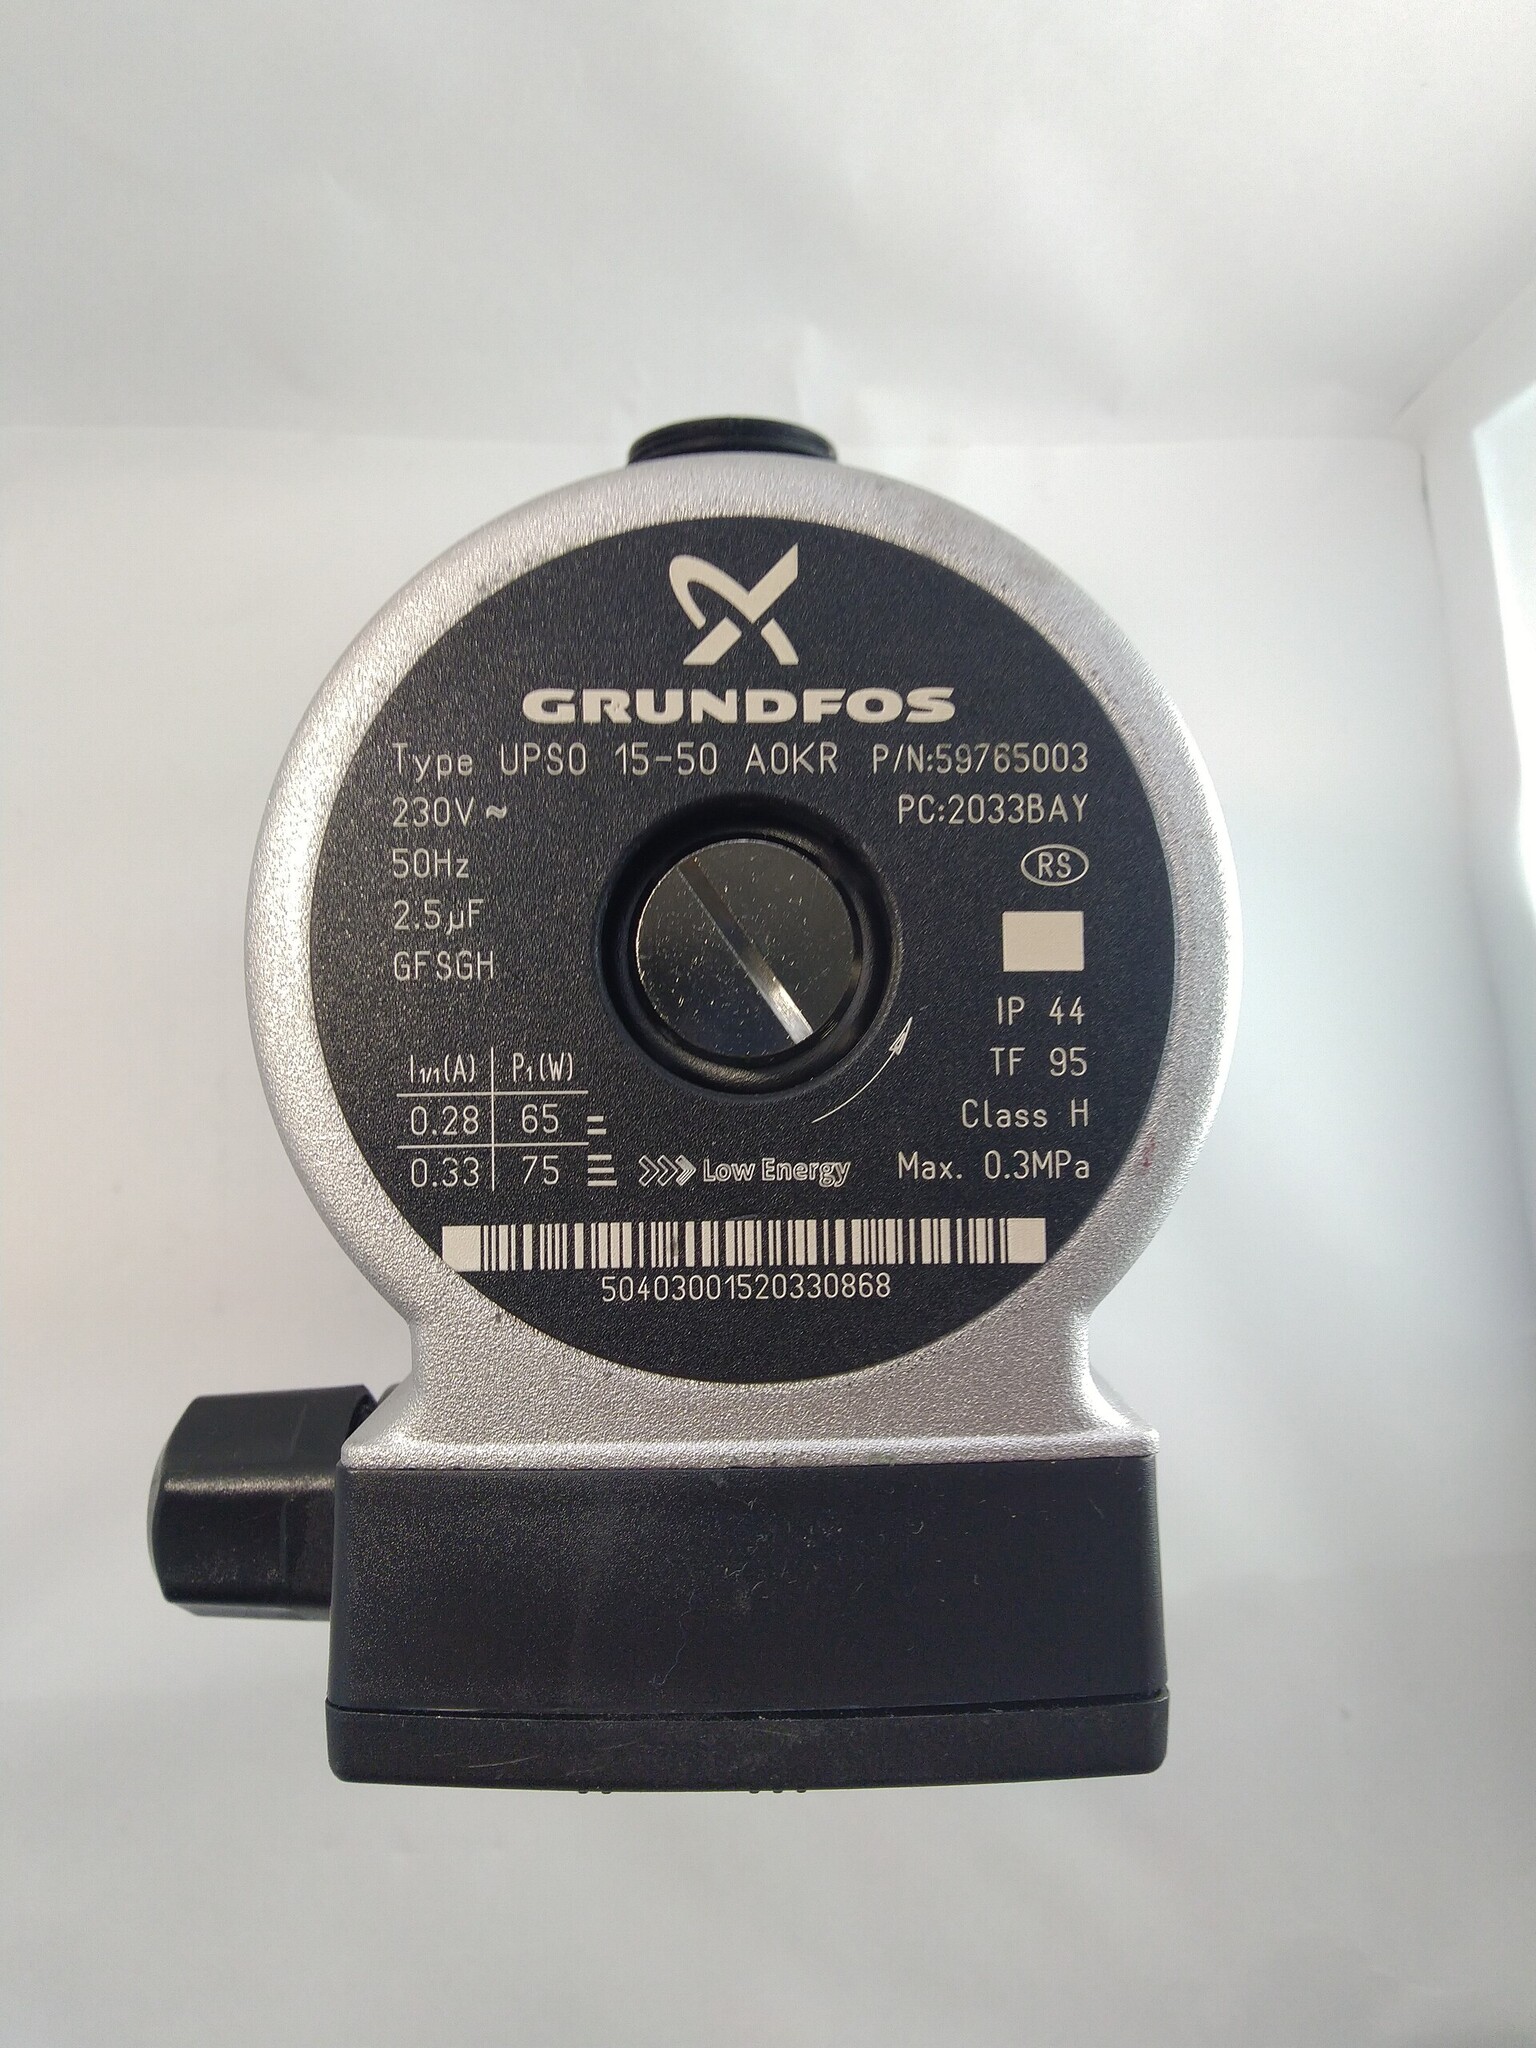 GRUNDFOS
Type UPSO 15-50 AOKR P/N:59765003
230V ~ PC:2033BAY
50Hz RS
2.5µF
GFSGH IP 44
TF 95
I1/1(A) P1(W)
0.28 65 Class H
0.33 75 Low Energy Max. 0.3MPa
50403001520330868